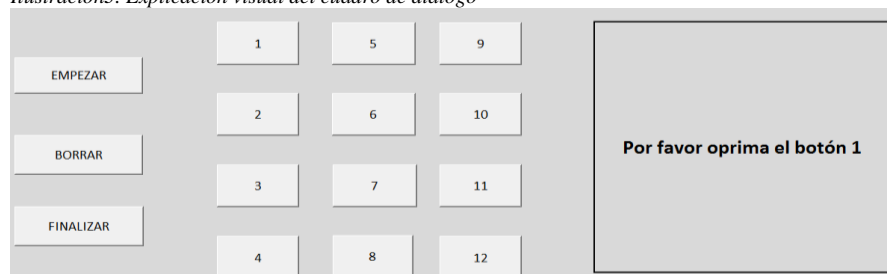 Ilustración5. Explicación visual del cuadro de diálogo
1 5 9
EMPEZAR
2 6 10
Por favor oprima el botón 1
BORRAR
3 7 11
FINALIZAR
4 8 12